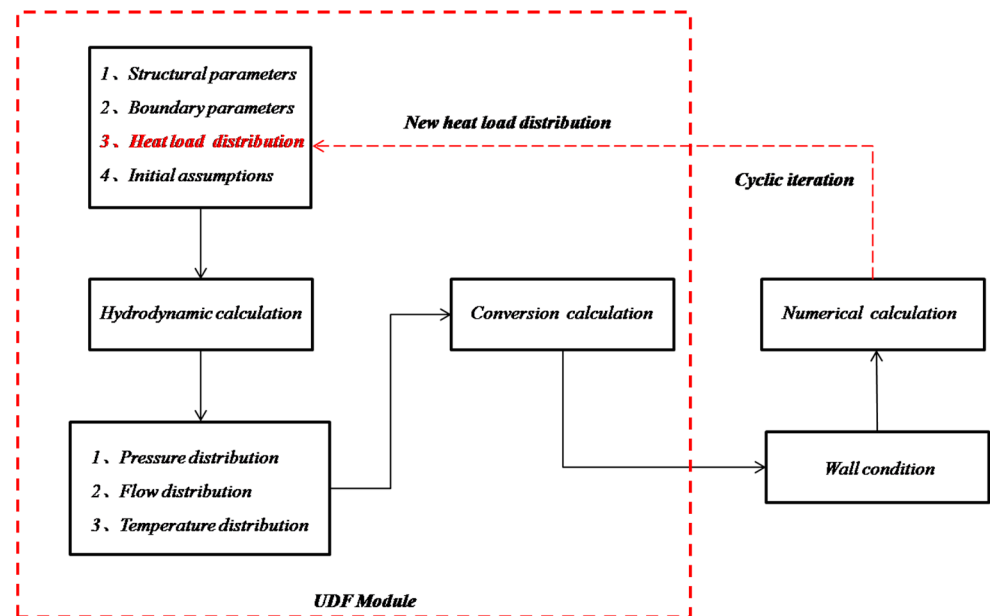 1、Structural parameters
2、Boundary parameters
3、Heat load distribution
4、Initial assumptions
New heat load distribution
Cyclic iteration
Hydrodynamic calculation
Conversion calculation
Numerical calculation
1、Pressure distribution
2、Flow distribution
3、Temperature distribution
Wall condition
UDF Module